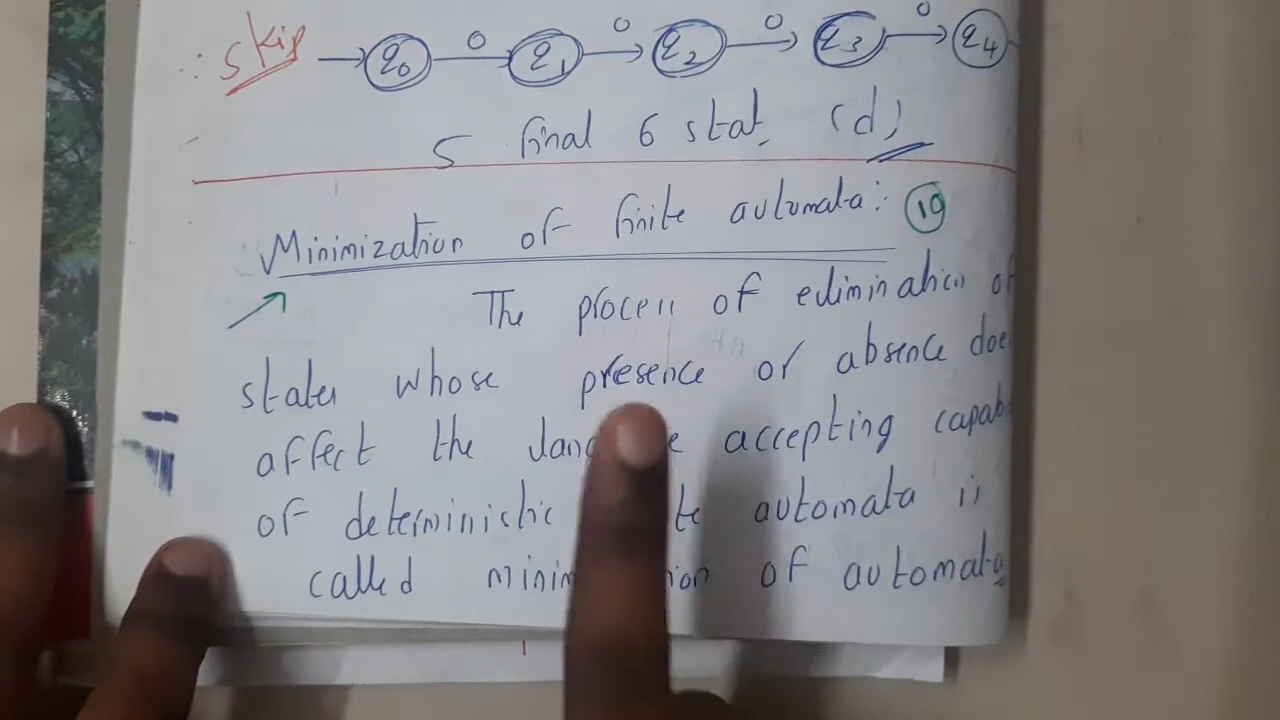 ∴ skip → q0 0 → q1 0 → q2 0 → q3 0 → q4
5 final 6 stat. (d)
Minimization of finite automata: 19
The process of elimination of
states whose presence or absence doe
affect the accepting capab
of deterministic automata is
called of automata